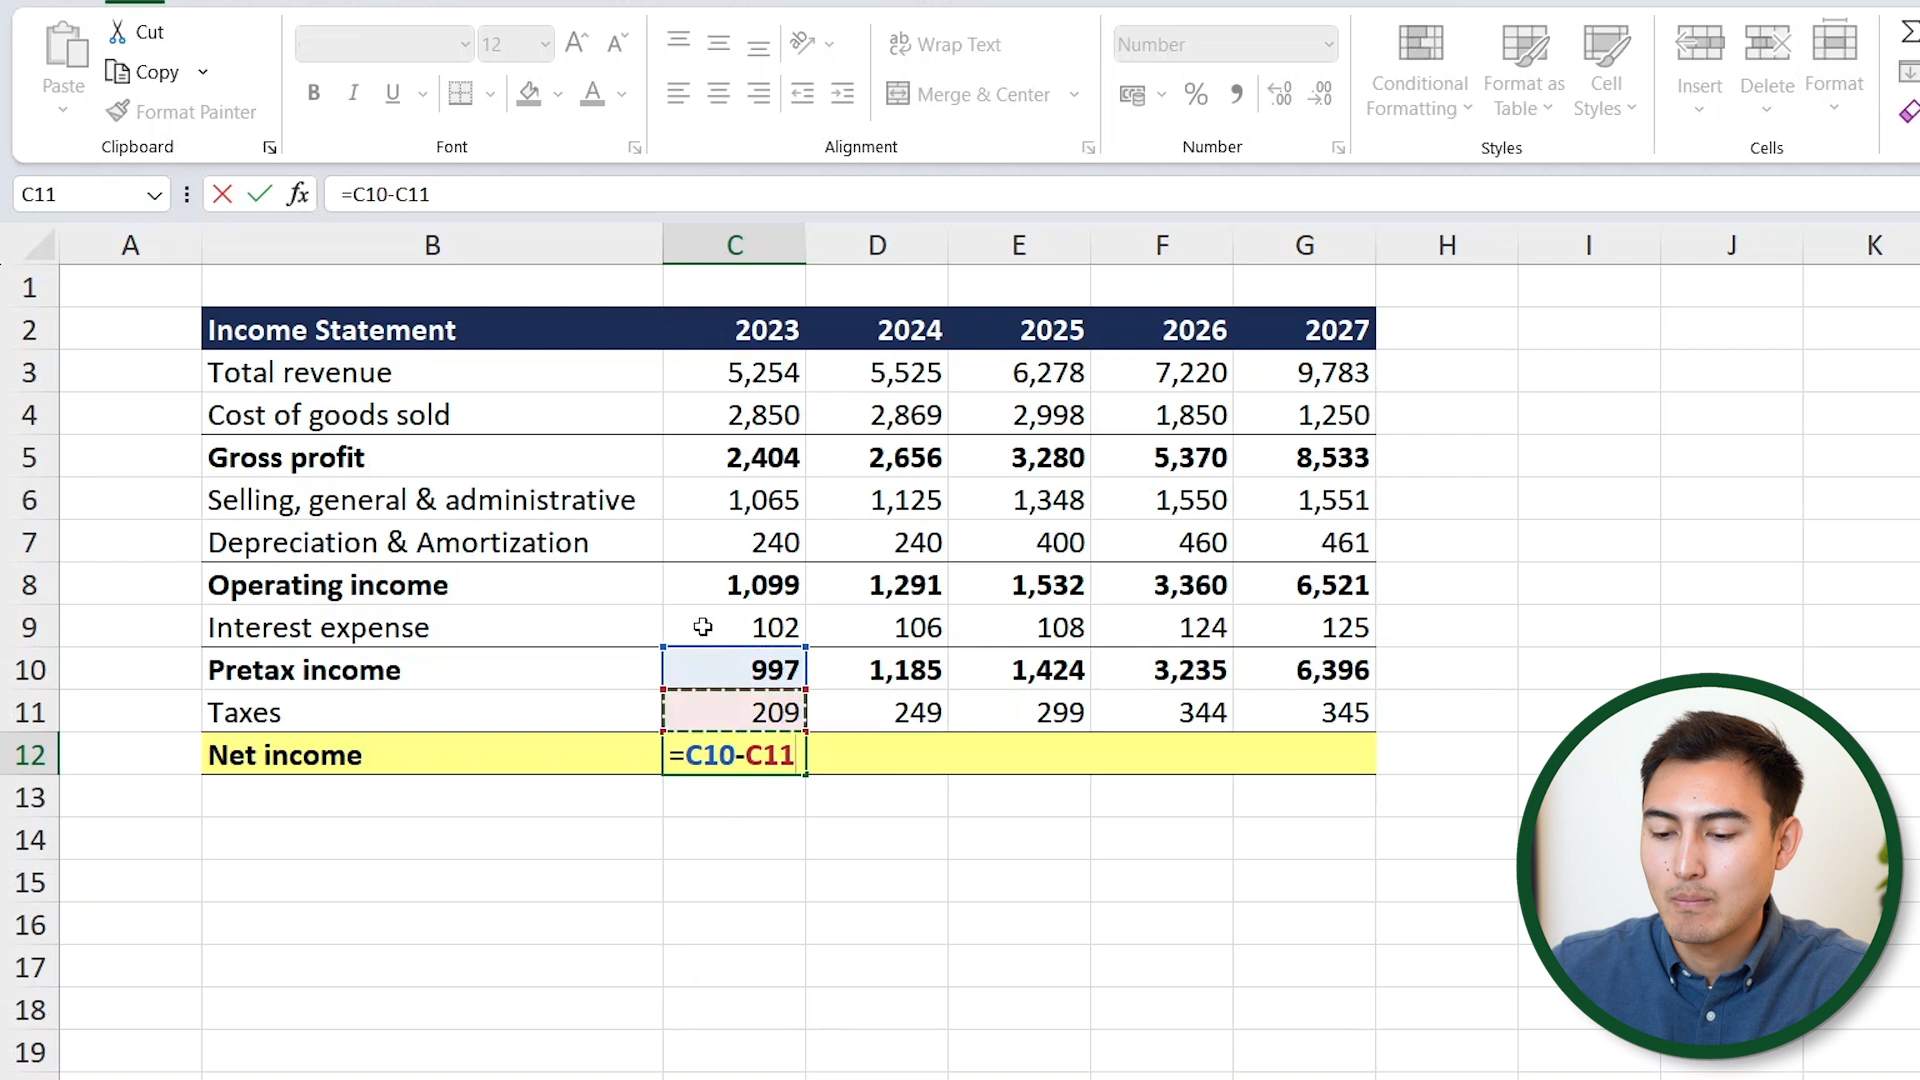 Cut
Copy
Format Painter
Paste
Clipboard
12
B I U
Font
Wrap Text
Merge & Center
Alignment
Number
%
Number
Conditional Formatting
Format as Table
Cell Styles
Styles
Insert
Delete
Format
Cells
C11
fx
=C10-C11
A B C D E F G H I J K
1
2 Income Statement 2023 2024 2025 2026 2027
3 Total revenue 5,254 5,525 6,278 7,220 9,783
4 Cost of goods sold 2,850 2,869 2,998 1,850 1,250
5 Gross profit 2,404 2,656 3,280 5,370 8,533
6 Selling, general & administrative 1,065 1,125 1,348 1,550 1,551
7 Depreciation & Amortization 240 240 400 460 461
8 Operating income 1,099 1,291 1,532 3,360 6,521
9 Interest expense 102 106 108 124 125
10 Pretax income 997 1,185 1,424 3,235 6,396
11 Taxes 209 249 299 344 345
12 Net income =C10-C11
13
14
15
16
17
18
19